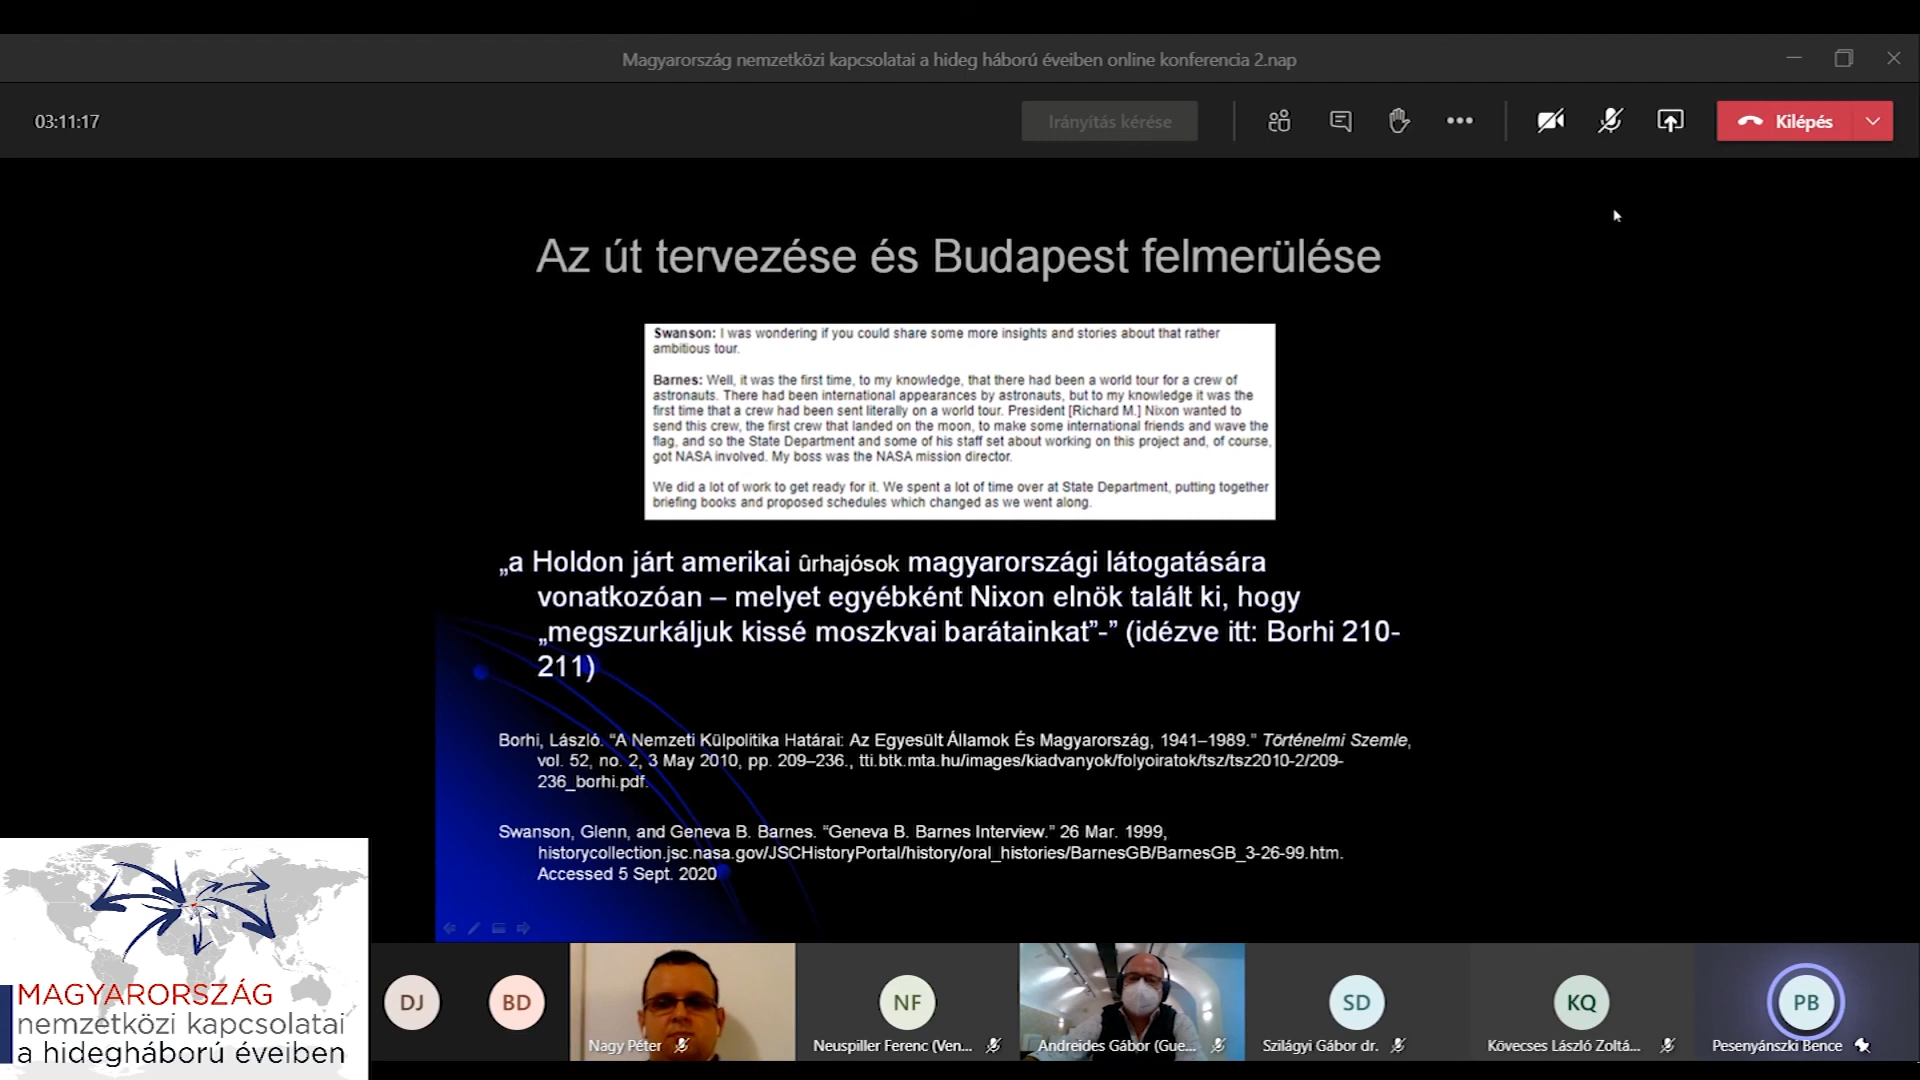 Magyarország nemzetközi kapcsolatai a hideg háború éveiben online konferencia 2.nap
03:11:17
Irányítás kérése
Kilépés
Az út tervezése és Budapest felmerülése
Swanson: I was wondering if you could share some more insights and stories about that rather
ambitious tour.
Barnes: Well, it was the first time, to my knowledge, that there had been a world tour for a crew of
astronauts. There had been international appearances by astronauts, but to my knowledge it was the
first time that a crew had been sent literally on a world tour. President [Richard M.] Nixon wanted to
send this crew, the first crew that landed on the moon, to make some international friends and wave the
flag, and so the State Department and some of his staff set about working on this project and, of course,
got NASA involved. My boss was the NASA mission director.
We did a lot of work to get ready for it. We spent a lot of time over at State Department, putting together
briefing books and proposed schedules which changed as we went along.
„a Holdon járt amerikai ûrhajósok magyarországi látogatására
vonatkozóan – melyet egyébként Nixon elnök talált ki, hogy
„megszurkáljuk kissé moszkvai barátainkat”-” (idézve itt: Borhi 210-
211)
Borhi, László. “A Nemzeti Külpolitika Határai: Az Egyesült Államok És Magyarország, 1941–1989.” Történelmi Szemle,
vol. 52, no. 2, 3 May 2010, pp. 209–236., tti.btk.mta.hu/images/kiadvanyok/folyoiratok/tsz/tsz2010-2/209-
236_borhi.pdf.
Swanson, Glenn, and Geneva B. Barnes. “Geneva B. Barnes Interview.” 26 Mar. 1999,
historycollection.jsc.nasa.gov/JSCHistoryPortal/history/oral_histories/BarnesGB/BarnesGB_3-26-99.htm.
Accessed 5 Sept. 2020
MAGYARORSZÁG
nemzetközi kapcsolatai
a hidegháború éveiben
DJ
BD
Nagy Péter
NF
Neuspiller Ferenc (Ven...
Andreides Gábor (Gue...
SD
Szilágyi Gábor dr.
KQ
Kövecses László Zoltá...
PB
Pesenyánszki Bence